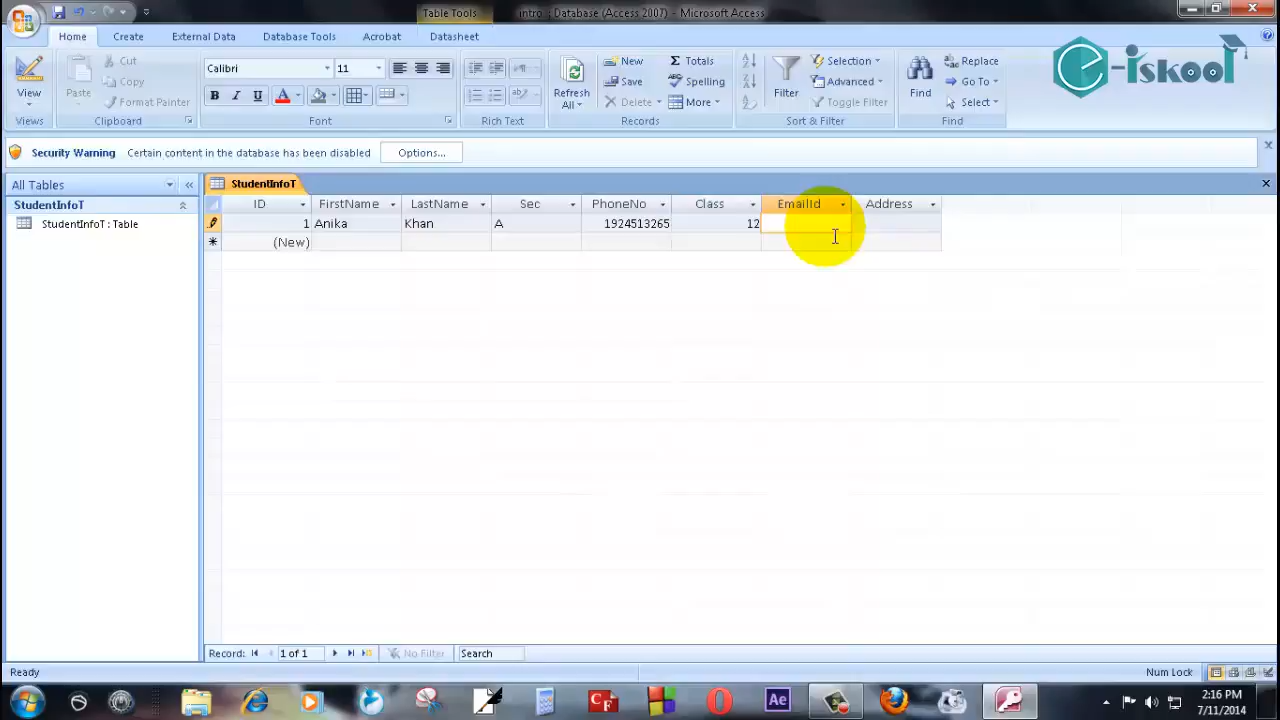 Table Tools intro : Database (Access 2007) - Microsoft Access
Home Create External Data Database Tools Acrobat Datasheet
e-iskool
View
Views
Paste
Cut
Copy
Format Painter
Clipboard
Calibri 11
B I U A
Font
Rich Text
Refresh All
New
Save
Delete
Totals
Spelling
More
Records
Filter
Selection
Advanced
Toggle Filter
Sort & Filter
Find
Replace
Go To
Select
Find
Security Warning Certain content in the database has been disabled Options...
All Tables
StudentInfoT
StudentInfoT : Table
StudentInfoT
ID FirstName LastName Sec PhoneNo Class EmailId Address
1 Anika Khan A 1924513265 12
(New)
Record: 1 of 1 No Filter Search
Ready Num Lock
CF Ae
2:16 PM
7/11/2014